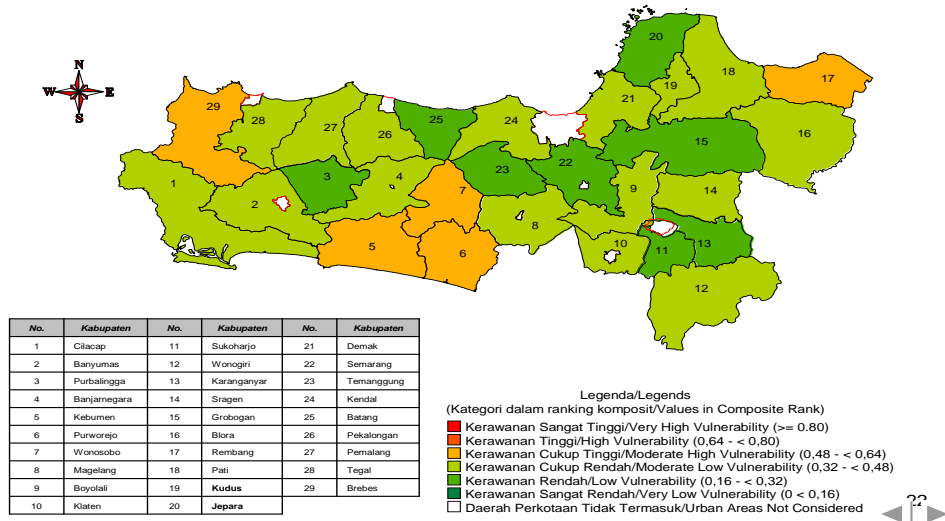 20
18
19
17
29
21
28
27
25
24
26
16
15
22
23
3
4
1
7
9
14
2
8
10
13
5
6
11
12
N
W E
S
No. Kabupaten No. Kabupaten No. Kabupaten
1 Cilacap 11 Sukoharjo 21 Demak
2 Banyumas 12 Wonogiri 22 Semarang
3 Purbalingga 13 Karanganyar 23 Temanggung
4 Banjarnegara 14 Sragen 24 Kendal
5 Kebumen 15 Grobogan 25 Batang
6 Purworejo 16 Blora 26 Pekalongan
7 Wonosobo 17 Rembang 27 Pemalang
8 Magelang 18 Pati 28 Tegal
9 Boyolali 19 Kudus 29 Brebes
10 Klaten 20 Jepara
Legenda/Legends
(Kategori dalam ranking komposit/Values in Composite Rank)
Kerawanan Sangat Tinggi/Very High Vulnerability (>= 0.80)
Kerawanan Tinggi/High Vulnerability (0,64 - < 0,80)
Kerawanan Cukup Tinggi/Moderate High Vulnerability (0,48 - < 0,64)
Kerawanan Cukup Rendah/Moderate Low Vulnerability (0,32 - < 0,48)
Kerawanan Rendah/Low Vulnerability (0,16 - < 0,32)
Kerawanan Sangat Rendah/Very Low Vulnerability (0 < 0,16)
Daerah Perkotaan Tidak Termasuk/Urban Areas Not Considered